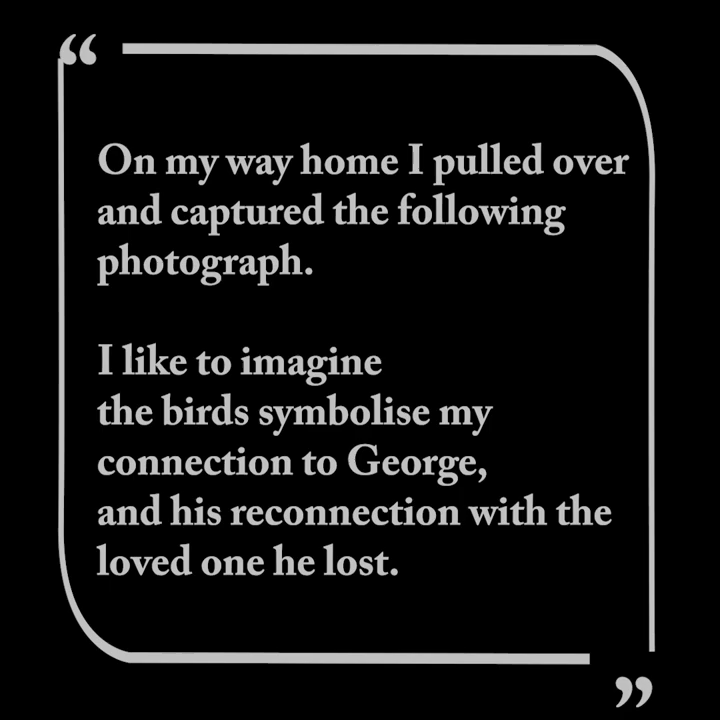 On my way home I pulled over
and captured the following
photograph.
I like to imagine
the birds symbolise my
connection to George,
and his reconnection with the
loved one he lost.